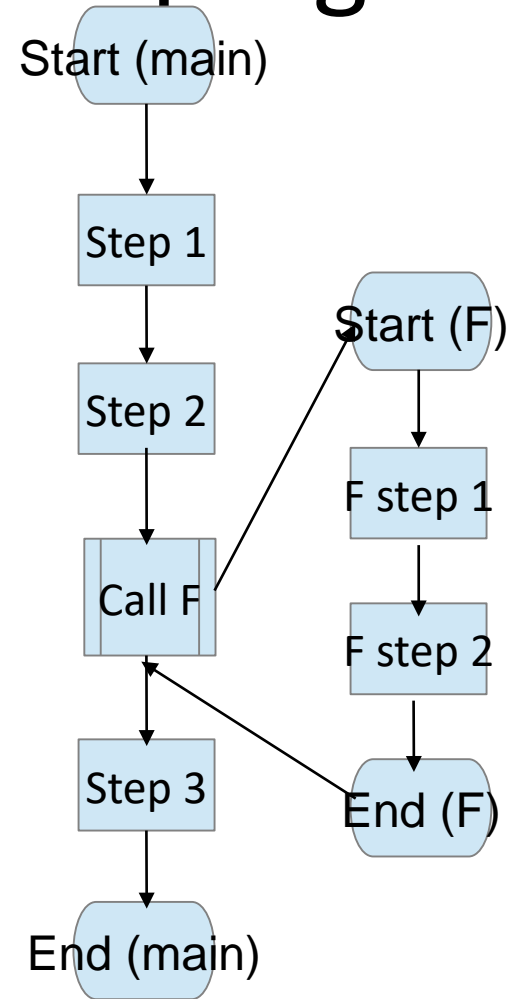 Start (main)
Step 1
Step 2
Call F
Step 3
End (main)
Start (F)
F step 1
F step 2
End (F)